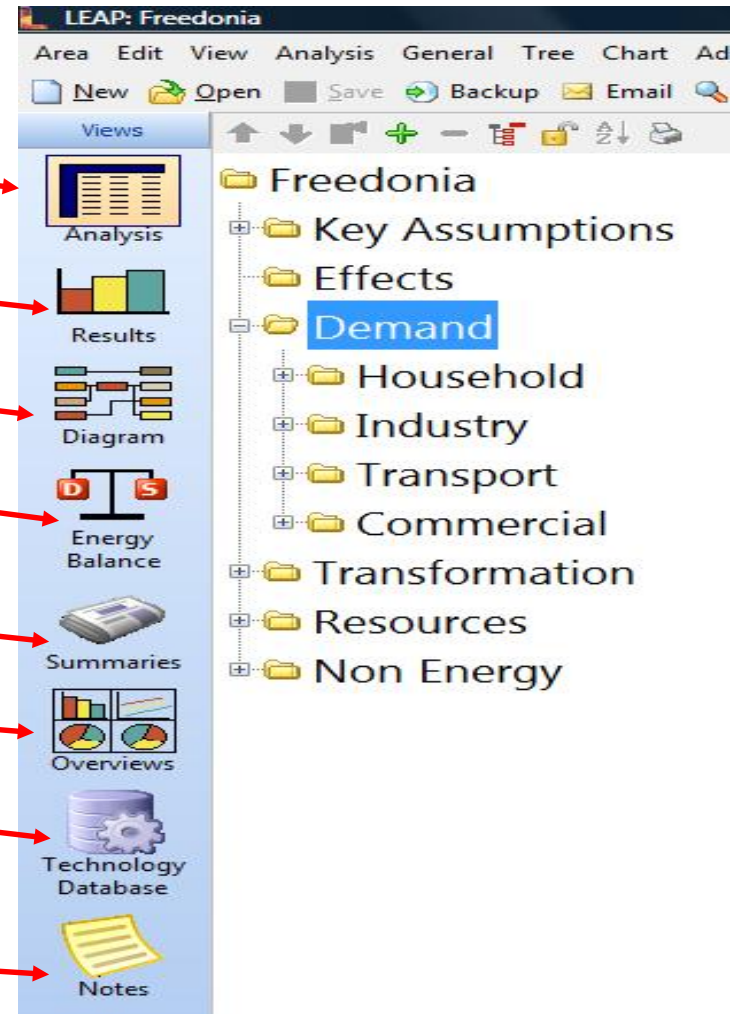 LEAP: Freedonia
Area Edit View Analysis General Tree Chart Ad
New Open Save Backup Email
Views
Analysis
Results
Diagram
D S
Energy
Balance
Summaries
Overviews
Technology
Database
Notes
Freedonia
Key Assumptions
Effects
Demand
Household
Industry
Transport
Commercial
Transformation
Resources
Non Energy